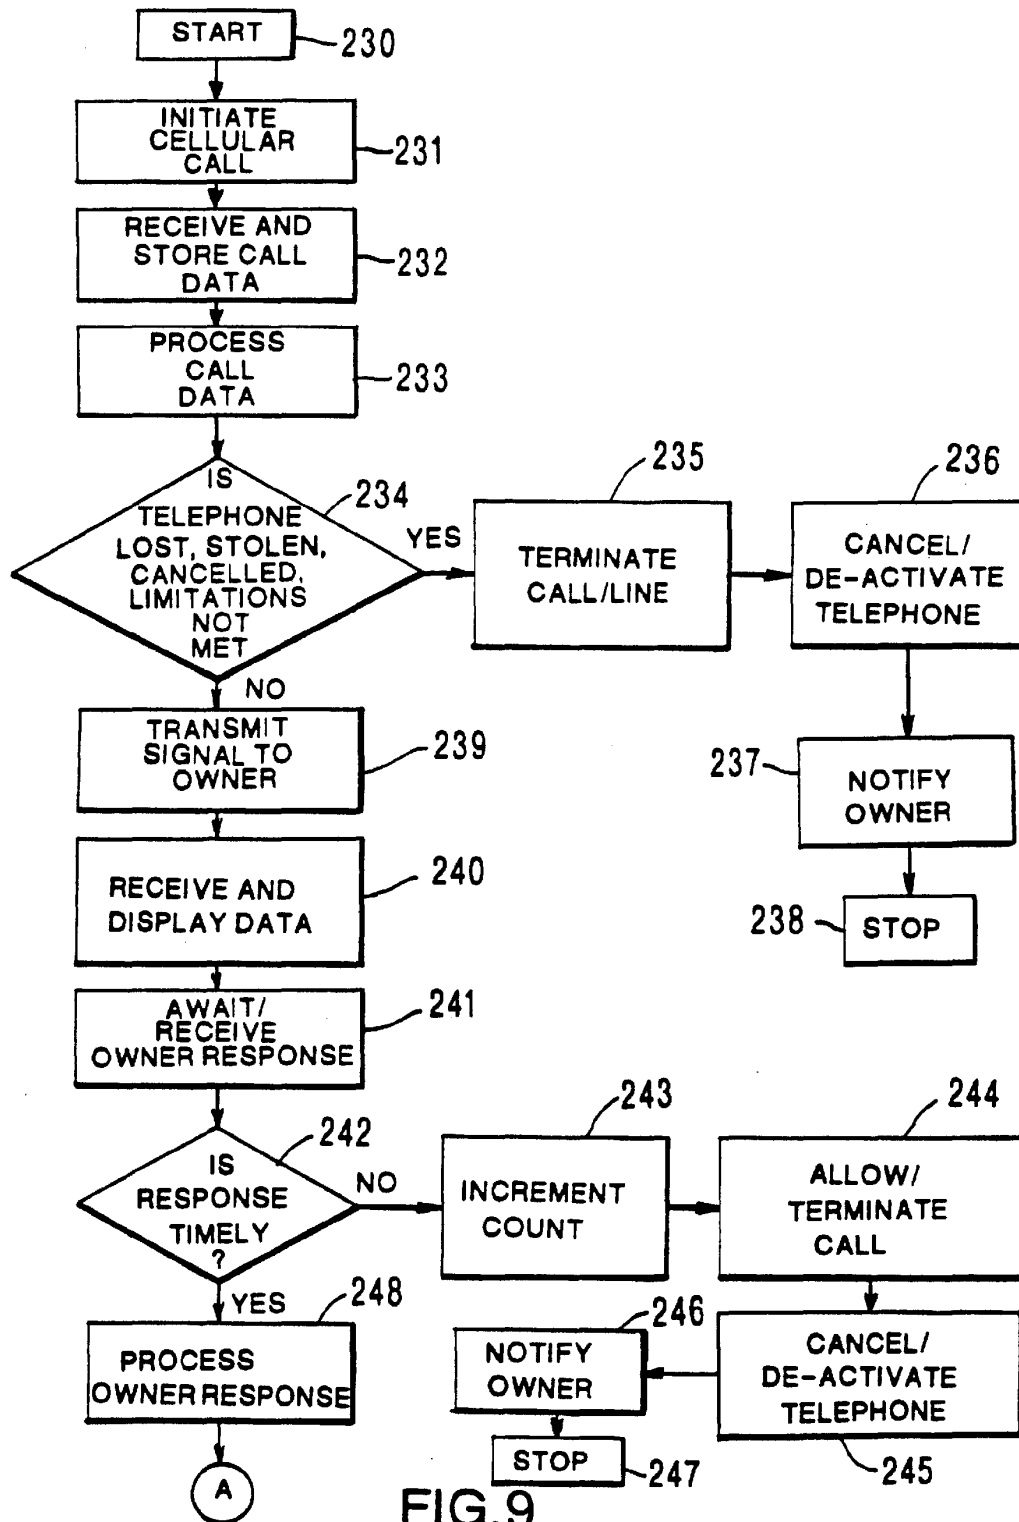 START
230
INITIATE
CELLULAR
CALL
231
RECEIVE AND
STORE CALL
DATA
232
PROCESS
CALL
DATA
233
IS
TELEPHONE
LOST, STOLEN,
CANCELLED,
LIMITATIONS
NOT
MET
234
YES
TERMINATE
CALL/LINE
235
CANCEL/
DE-ACTIVATE
TELEPHONE
236
NOTIFY
OWNER
237
STOP
238
NO
TRANSMIT
SIGNAL TO
OWNER
239
RECEIVE AND
DISPLAY DATA
240
AWAIT/
RECEIVE
OWNER RESPONSE
241
IS
RESPONSE
TIMELY
?
242
NO
INCREMENT
COUNT
243
ALLOW/
TERMINATE
CALL
244
CANCEL/
DE-ACTIVATE
TELEPHONE
245
NOTIFY
OWNER
246
STOP
247
YES
PROCESS
OWNER RESPONSE
248
A
FIG.9